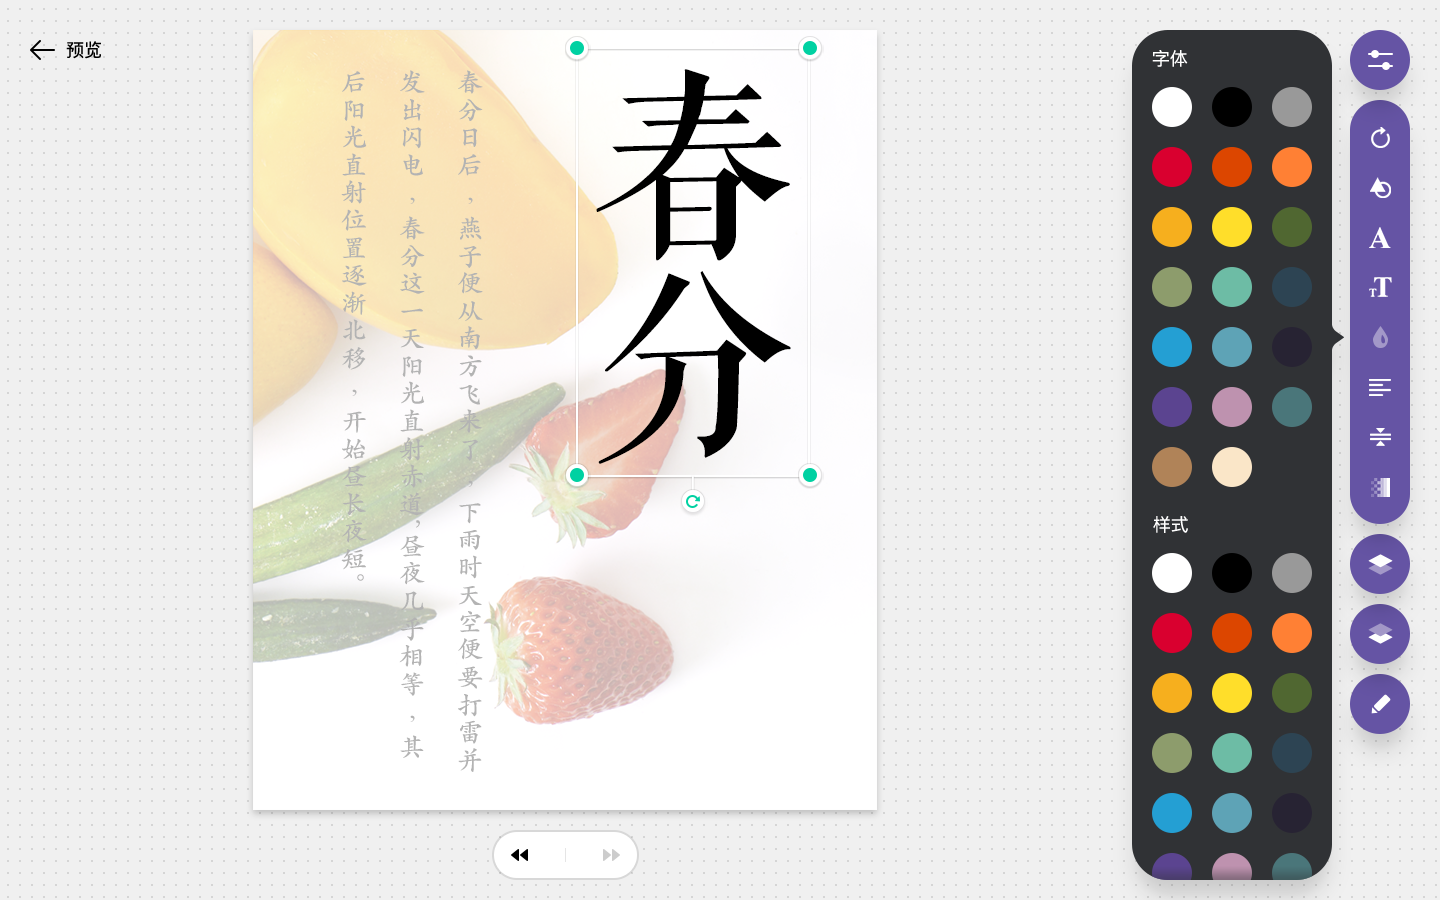 预览
春分
春分日后，燕子便从南方飞来了，下雨时天空便要打雷并
发出闪电，春分这一天阳光直射赤道，昼夜几乎相等，其
后阳光直射位置逐渐北移，开始昼长夜短。
字体
样式
A
TT